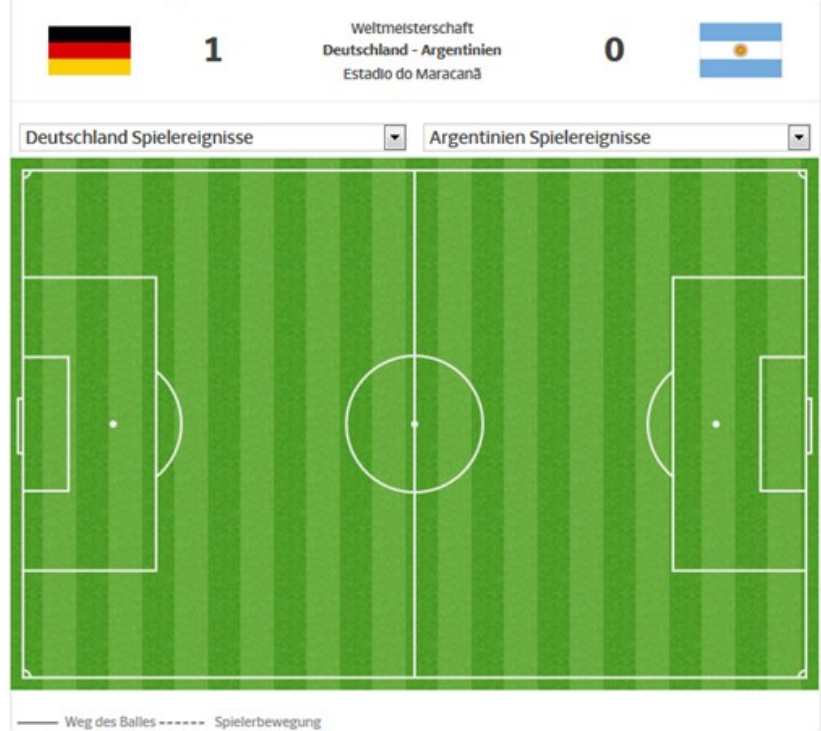 Weltmeisterschaft
1 Deutschland - Argentinien 0
Estadio do Maracanã
Deutschland Spielereignisse
Argentinien Spielereignisse
Weg des Balles
Spielerbewegung